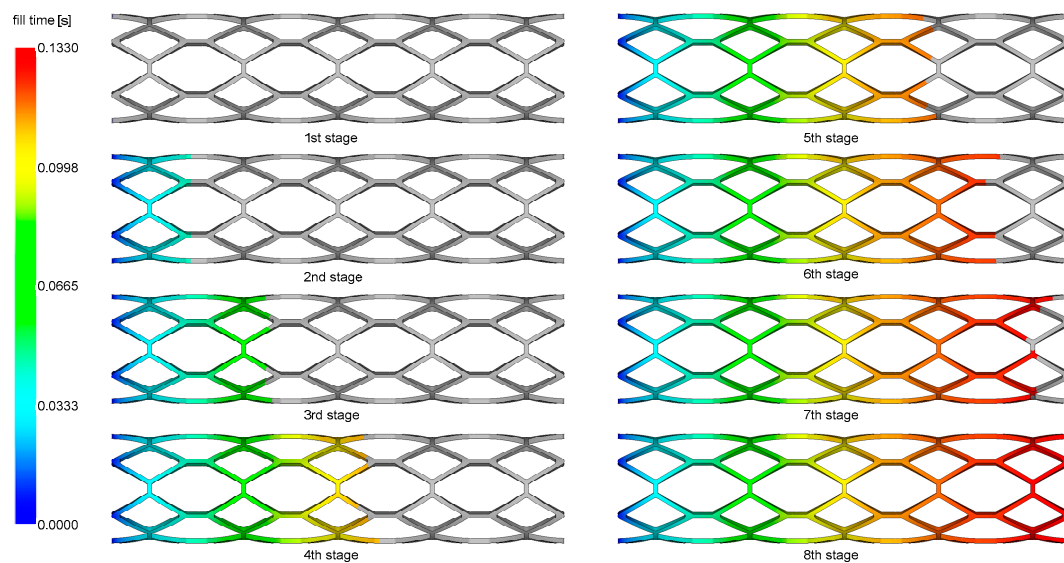 fill time [s]
0.1330
0.0998
0.0665
0.0333
0.0000
1st stage
2nd stage
3rd stage
4th stage
5th stage
6th stage
7th stage
8th stage